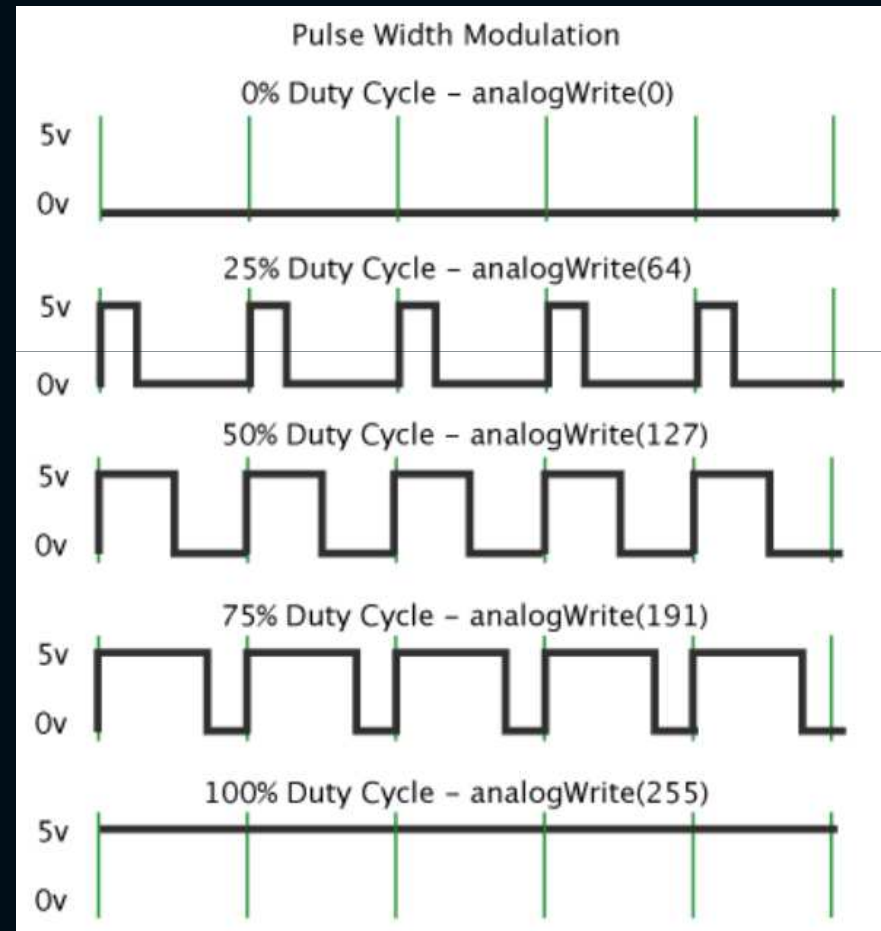 Pulse Width Modulation
0% Duty Cycle – analogWrite(0)
5v
0v
25% Duty Cycle – analogWrite(64)
5v
0v
50% Duty Cycle – analogWrite(127)
5v
0v
75% Duty Cycle – analogWrite(191)
5v
0v
100% Duty Cycle – analogWrite(255)
5v
0v